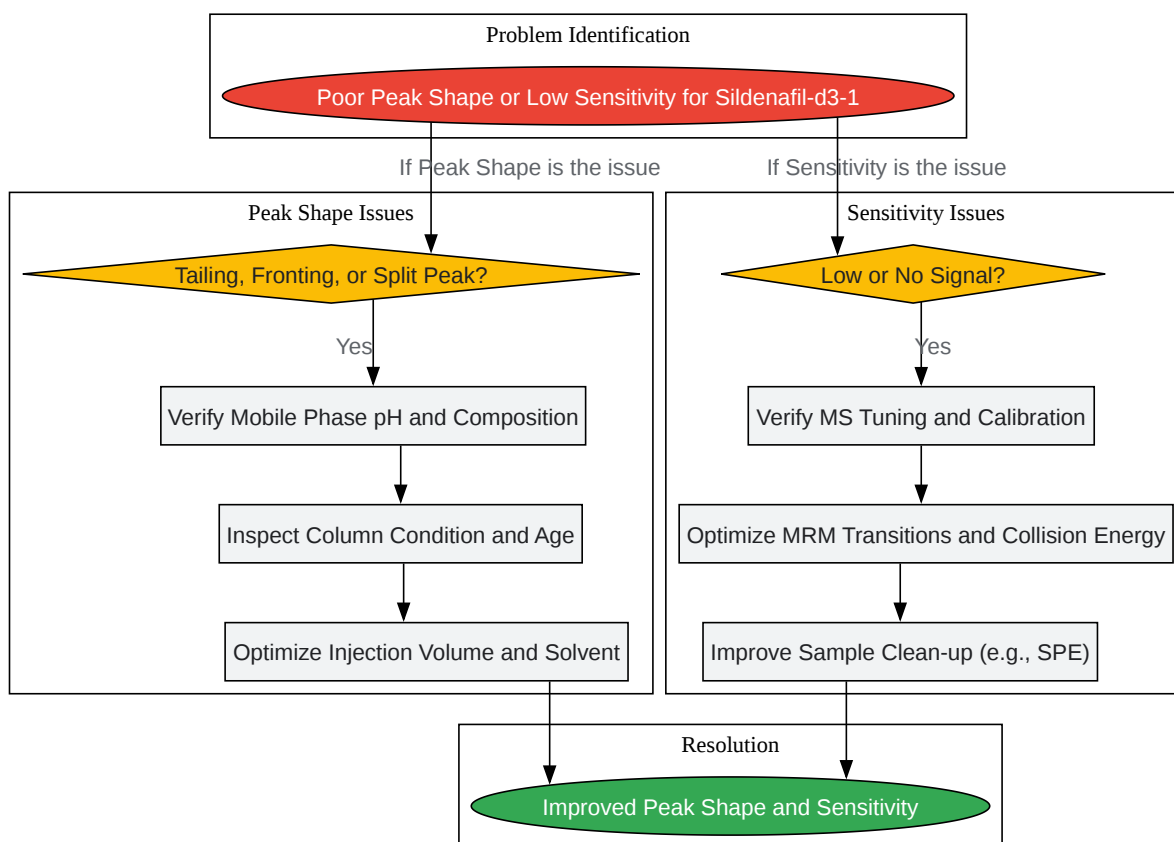 Problem Identification
Poor Peak Shape or Low Sensitivity for Sildenafil-d3-1
If Peak Shape is the issue
If Sensitivity is the issue
Peak Shape Issues
Tailing, Fronting, or Split Peak?
Yes
Verify Mobile Phase pH and Composition
Inspect Column Condition and Age
Optimize Injection Volume and Solvent
Sensitivity Issues
Low or No Signal?
Yes
Verify MS Tuning and Calibration
Optimize MRM Transitions and Collision Energy
Improve Sample Clean-up (e.g., SPE)
Resolution
Improved Peak Shape and Sensitivity